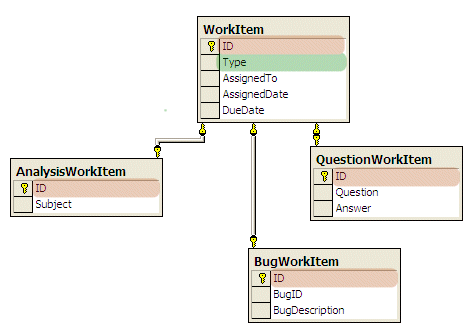 WorkItem
ID
Type
AssignedTo
AssignedDate
DueDate
AnalysisWorkItem
ID
Subject
QuestionWorkItem
ID
Question
Answer
BugWorkItem
ID
BugID
BugDescription